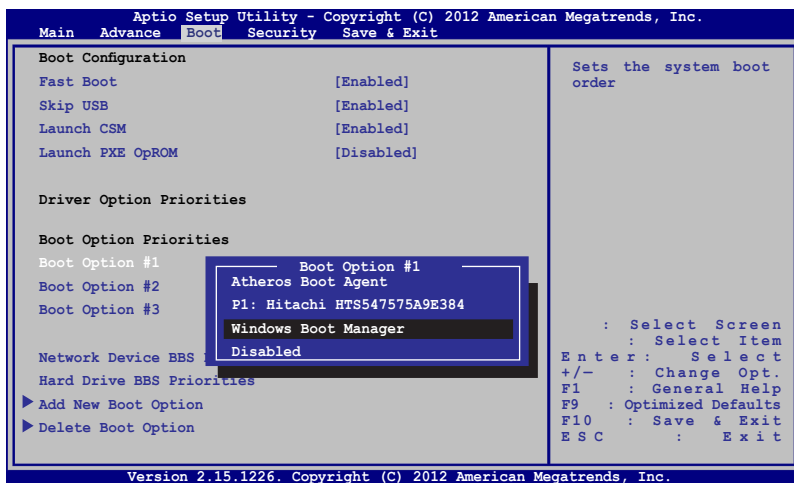 Aptio Setup Utility - Copyright (C) 2012 American Megatrends, Inc.
Main Advance Boot Security Save & Exit
Boot Configuration
Fast Boot [Enabled]
Skip USB [Enabled]
Launch CSM [Enabled]
Launch PXE OpROM [Disabled]
Driver Option Priorities
Boot Option Priorities
Boot Option #1
Boot Option #2
Boot Option #3
Network Device BBS
Hard Drive BBS Priorities
Add New Boot Option
Delete Boot Option
Boot Option #1
Atheros Boot Agent
P1: Hitachi HTS547575A9E384
Windows Boot Manager
Disabled
Sets the system boot
order
: Select Screen
: Select Item
Enter: Select
+/— : Change Opt.
F1 : General Help
F9 : Optimized Defaults
F10 : Save & Exit
ESC : Exit
Version 2.15.1226. Copyright (C) 2012 American Megatrends, Inc.